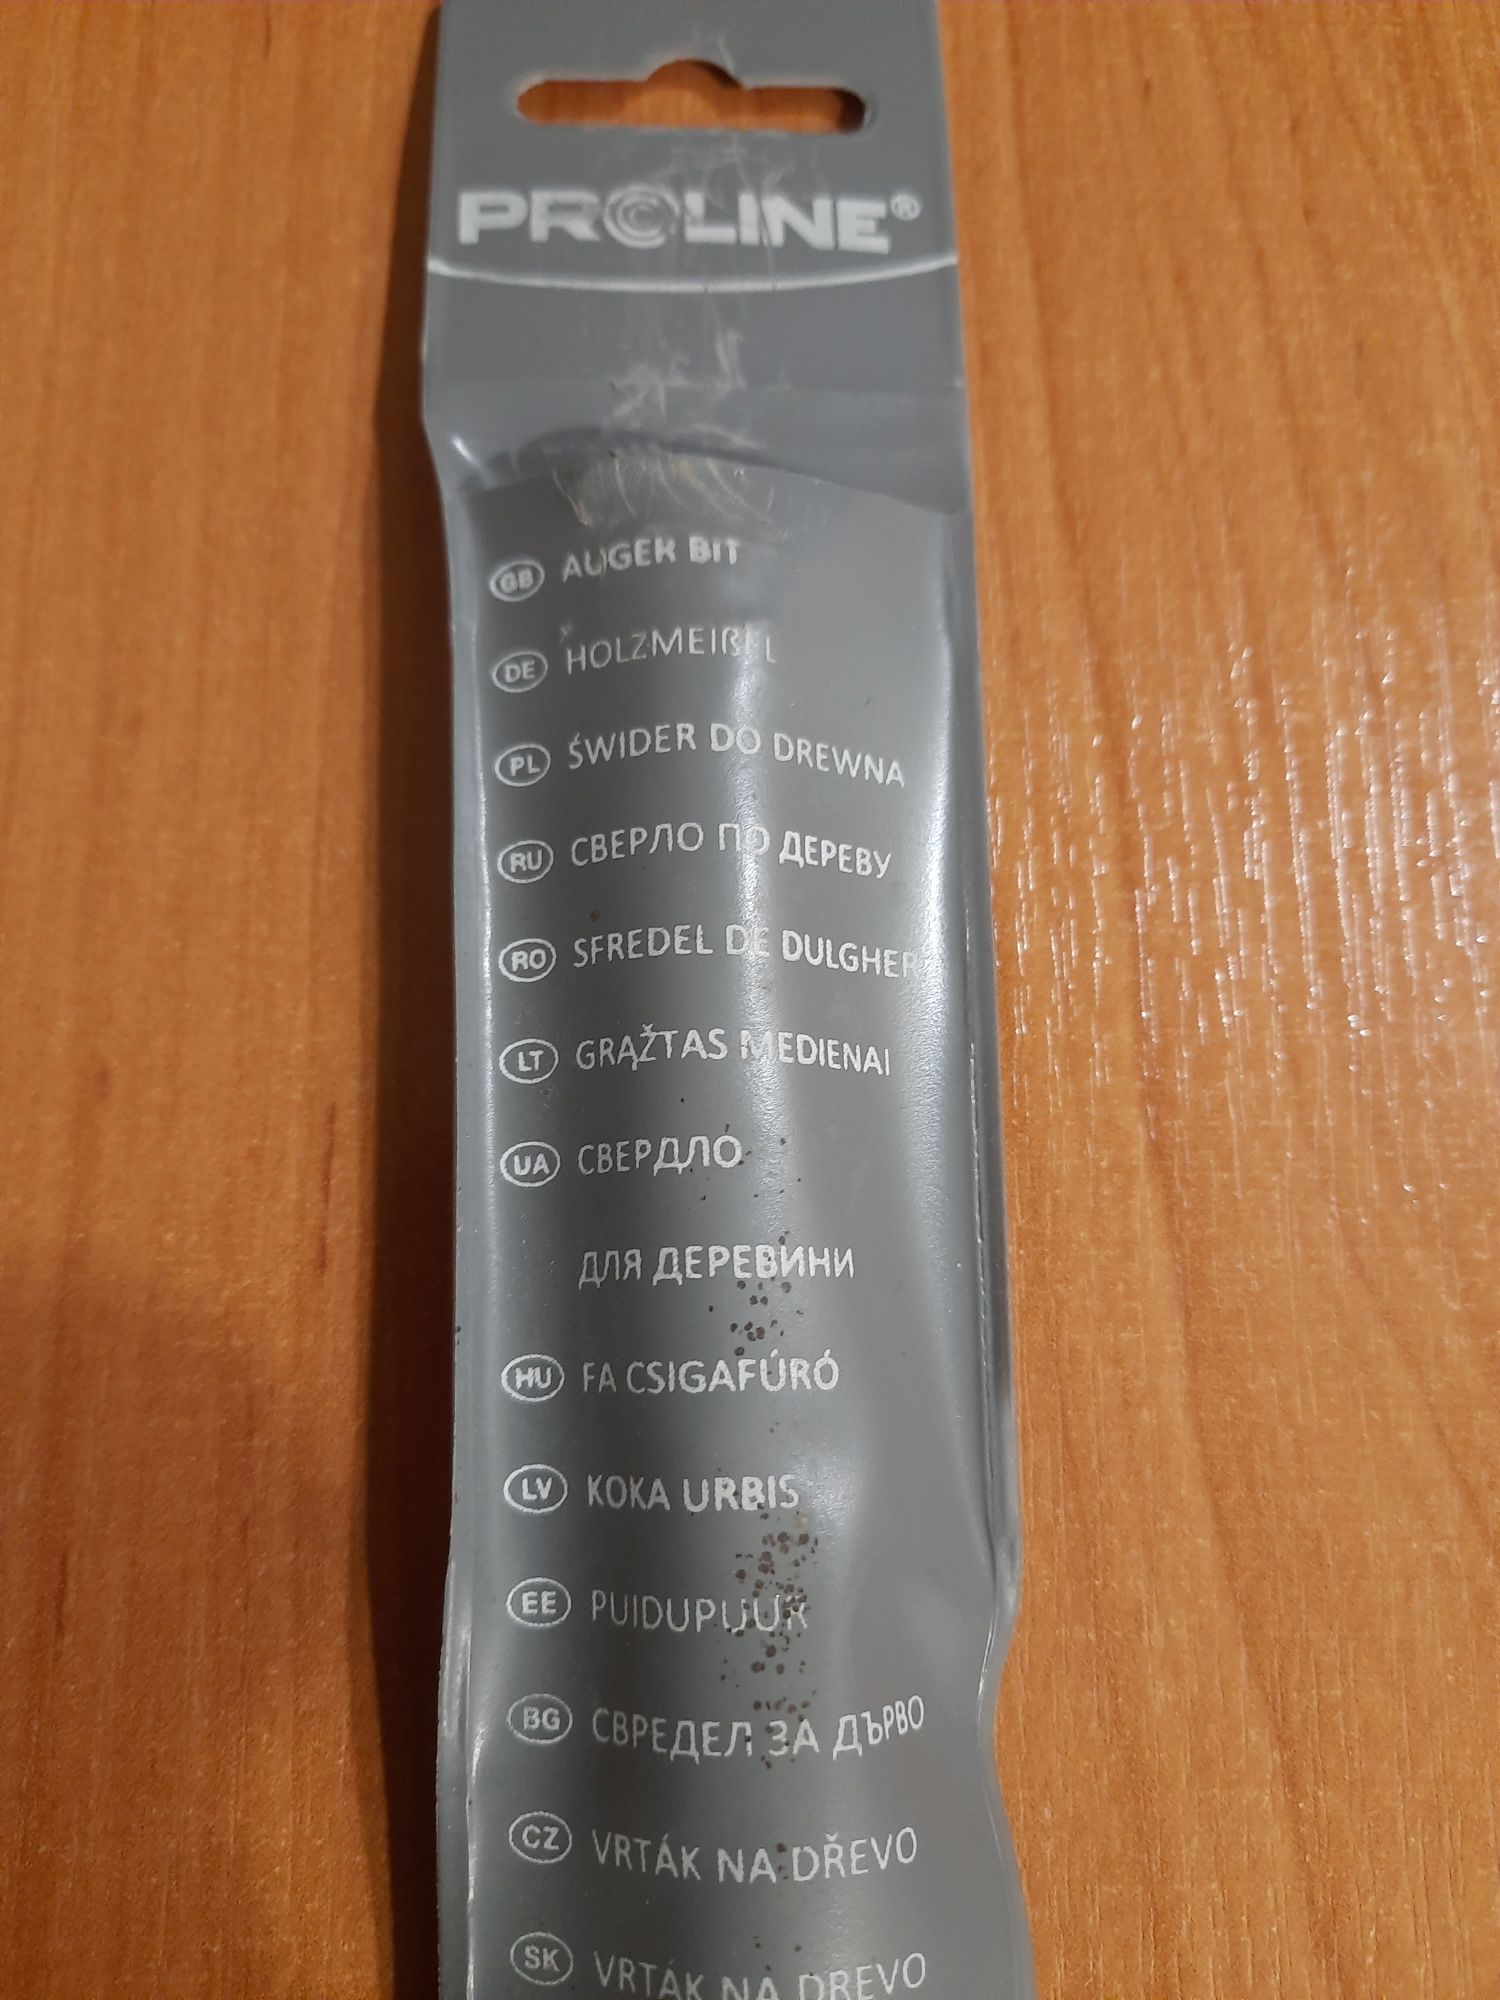 PROLINE®
GB AUGER BIT
DE HOLZMEIßEL
PL ŚWIDER DO DREWNA
RU СВЕРЛО ПО ДЕРЕВУ
RO SFREDEL DE DULGHER
LT GRĄŽTAS MEDIENAI
UA СВЕРДЛО
ДЛЯ ДЕРЕВИНИ
HU FA CSIGAFÚRÓ
LV KOKA URBIS
EE PUIDUPUUR
BG СВРЕДЕЛ ЗА ДЪРВО
CZ VRTÁK NA DŘEVO
SK VRTÁK NA DREVO